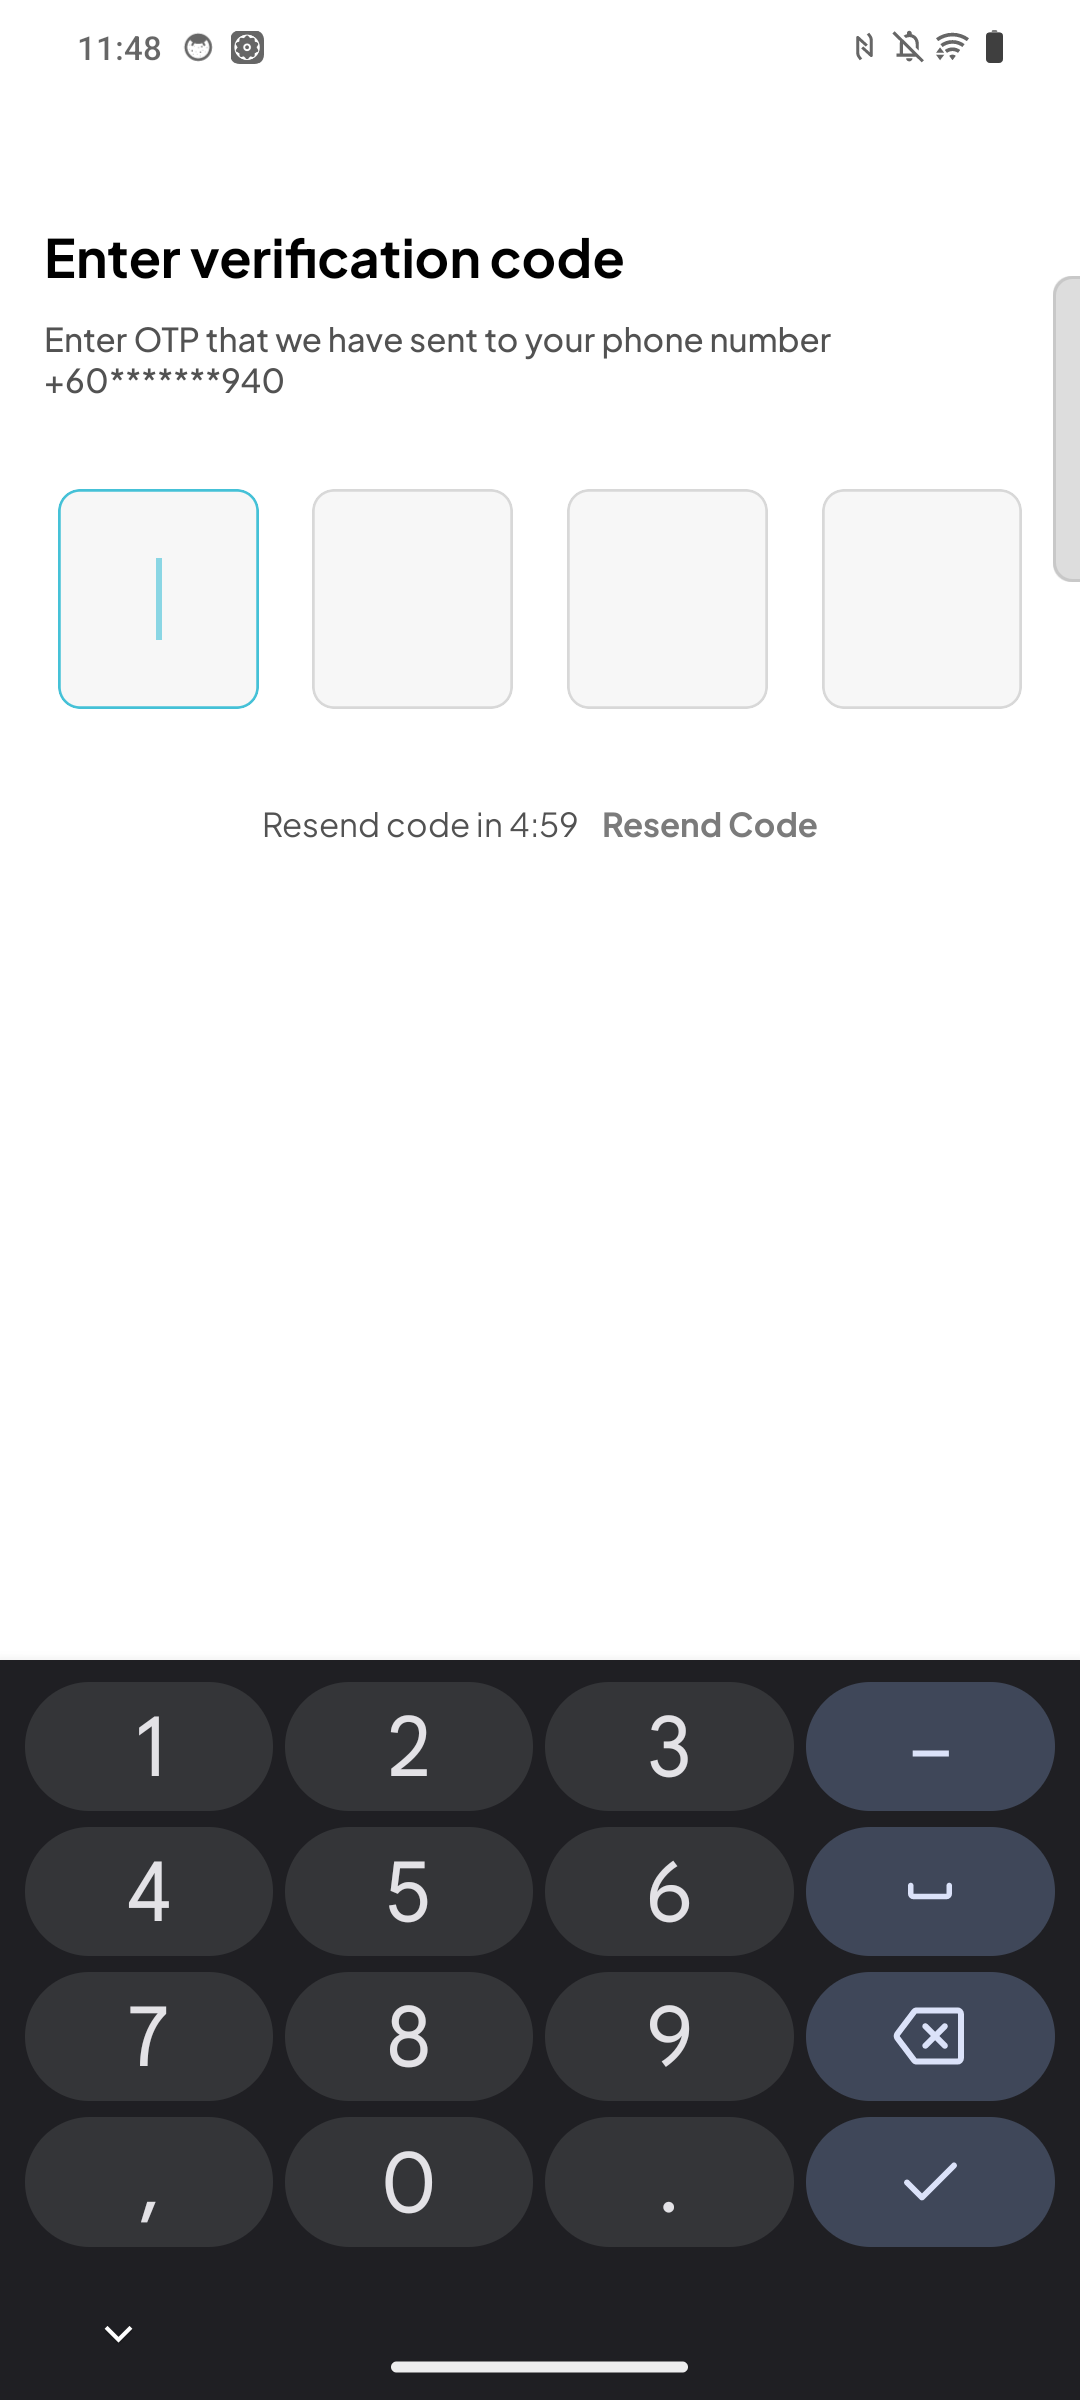 11:48
Enter verification code
Enter OTP that we have sent to your phone number
+60*******940
Resend code in 4:59 Resend Code
1 2 3 –
4 5 6
7 8 9
, 0 .